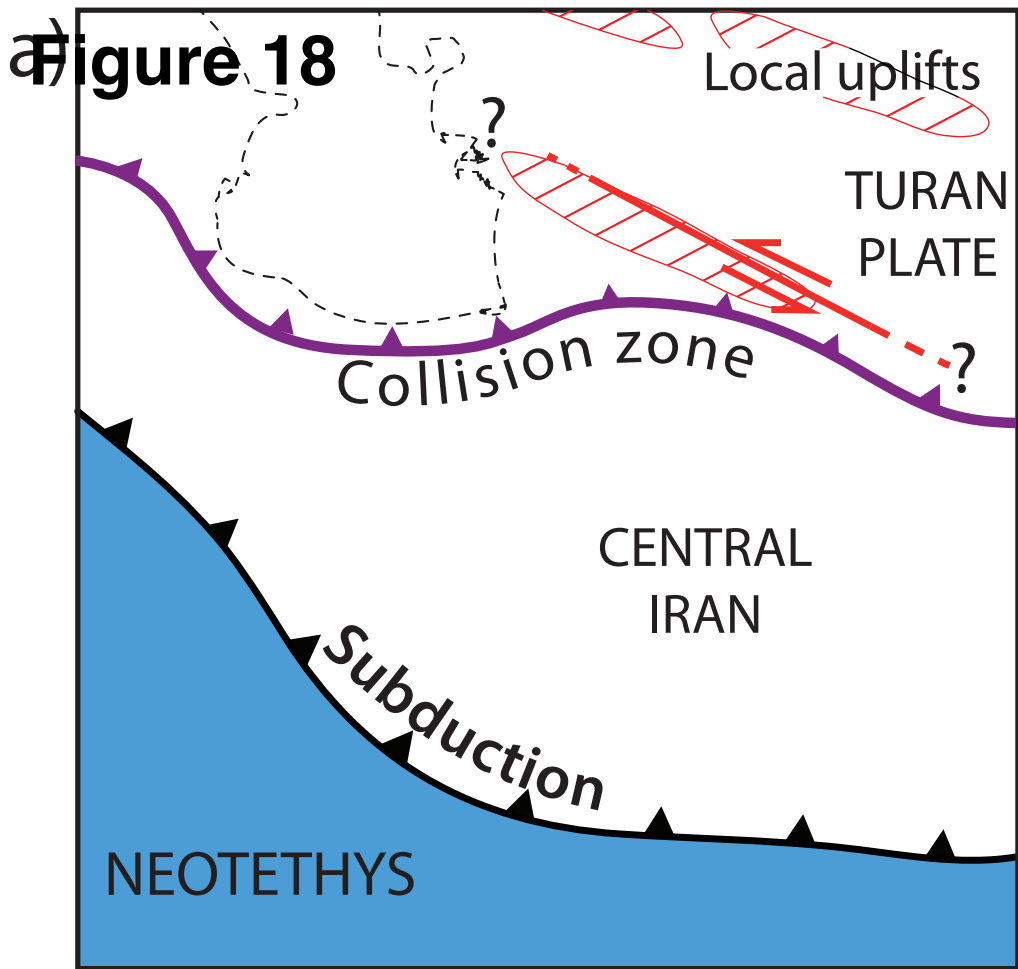 a)
Figure 18
Local uplifts
?
TURAN
PLATE
Collision zone
?
CENTRAL
IRAN
Subduction
NEOTETHYS